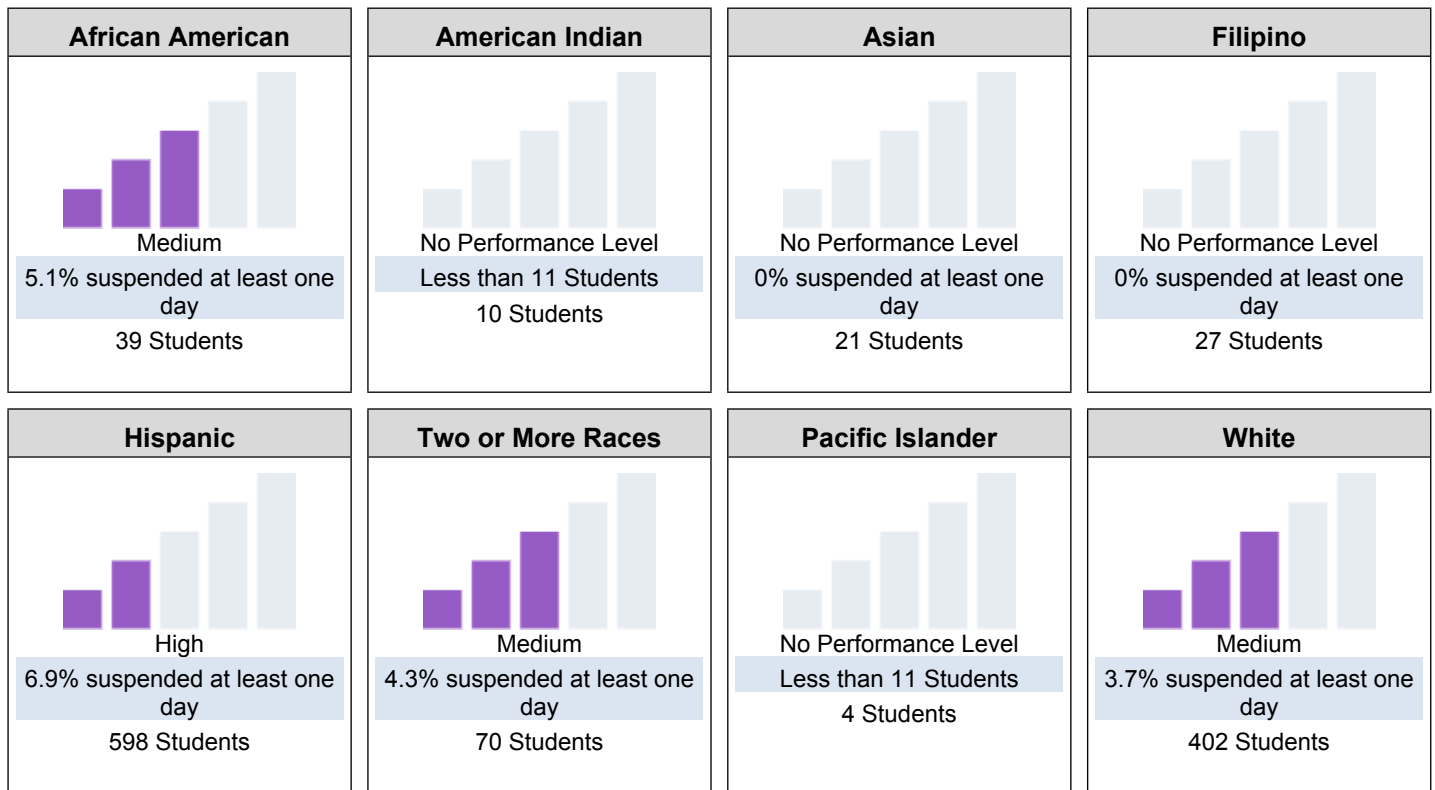 African American
Medium
5.1% suspended at least one
day
39 Students
American Indian
No Performance Level
Less than 11 Students
10 Students
Asian
No Performance Level
0% suspended at least one
day
21 Students
Filipino
No Performance Level
0% suspended at least one
day
27 Students
Hispanic
High
6.9% suspended at least one
day
598 Students
Two or More Races
Medium
4.3% suspended at least one
day
70 Students
Pacific Islander
No Performance Level
Less than 11 Students
4 Students
White
Medium
3.7% suspended at least one
day
402 Students